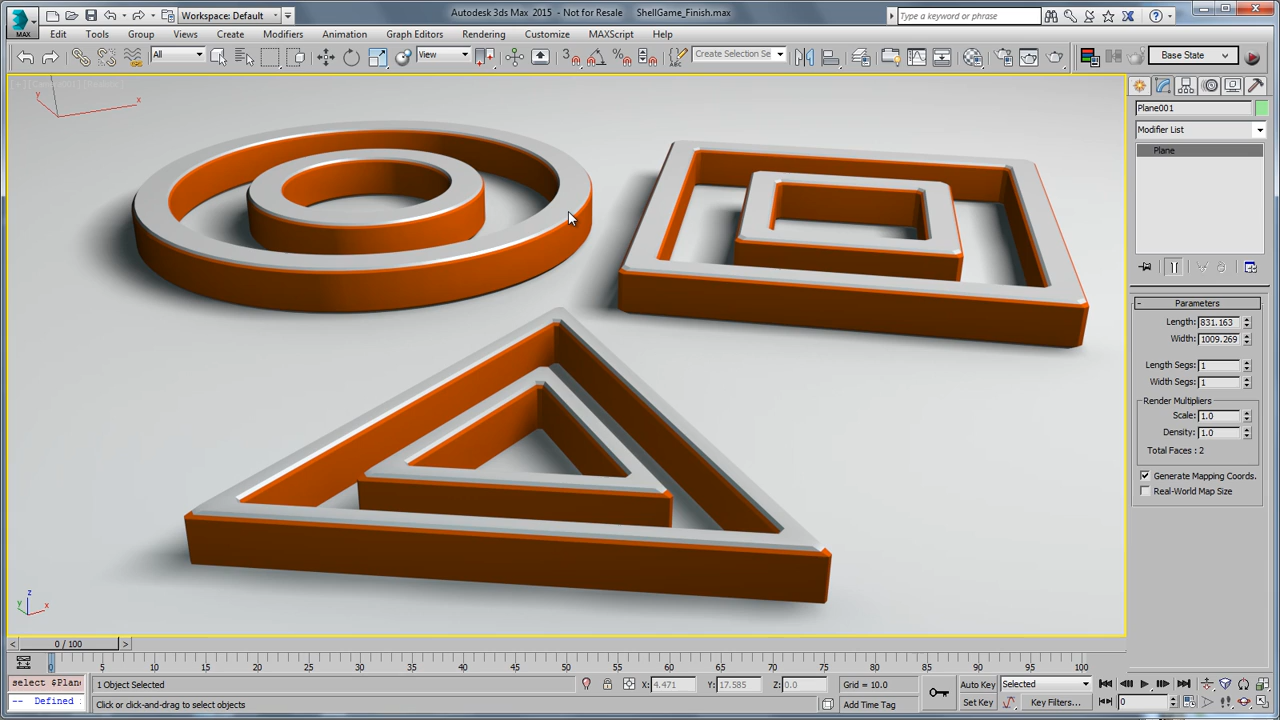 Workspace: Default
Autodesk 3ds Max 2015 - Not for Resale ShellGame_Finish.max
Type a keyword or phrase
MAX
Edit Tools Group Views Create Modifiers Animation Graph Editors Rendering Customize MAXScript Help
All
View
3
Create Selection Se
Base State
x
y
Plane001
Modifier List
Plane
Parameters
Length: 831.163
Width: 1009.269
Length Segs: 1
Width Segs: 1
Render Multipliers
Scale: 1.0
Density: 1.0
Total Faces : 2
Generate Mapping Coords.
Real-World Map Size
z
y
x
0 / 100
0 5 10 15 20 25 30 35 40 45 50 55 60 65 70 75 80 85 90 95 100
select $Plan
1 Object Selected
X: 4.471 Y: 17.585 Z: 0.0
Grid = 10.0
Auto Key Selected
-- Defined
Click or click-and-drag to select objects
Add Time Tag
Set Key Key Filters...
0